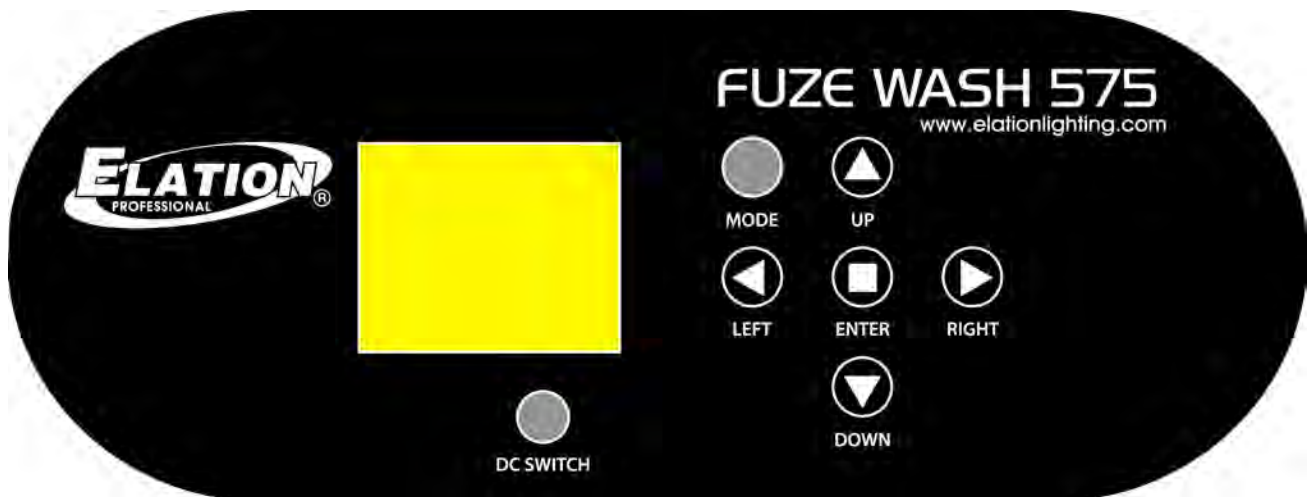 ELATION®
PROFESSIONAL
FUZE WASH 575
www.elationlighting.com
MODE
UP
LEFT
ENTER
RIGHT
DOWN
DC SWITCH